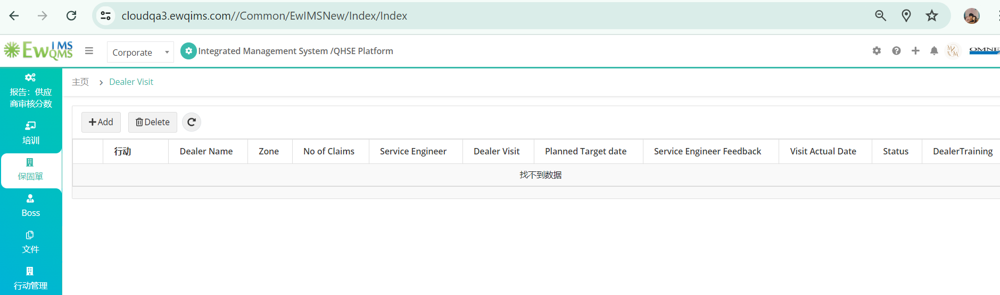 cloudqa3.ewqims.com//Common/EwIMSNew/Index/Index
EwIMS
QMS
Corporate
Integrated Management System /QHSE Platform
报告：供应
商审核分数
培训
保固單
Boss
文件
行动管理
主页 > Dealer Visit
Add Delete
行动 Dealer Name Zone No of Claims Service Engineer Dealer Visit Planned Target date Service Engineer Feedback Visit Actual Date Status DealerTraining
找不到数据